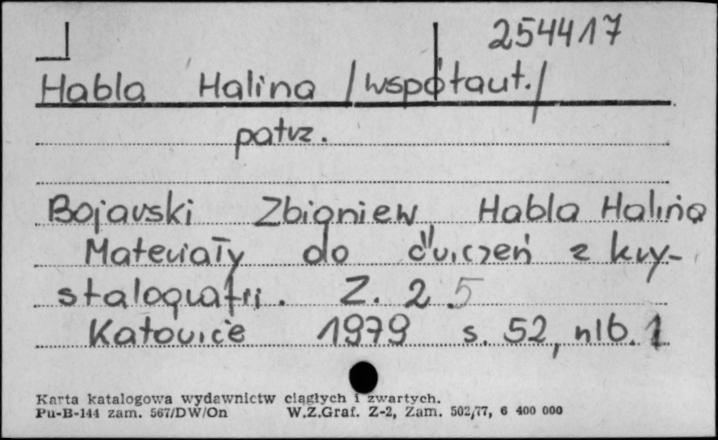 254417
Habla Halina /współaut./
patrz.
Bojarski Zbigniew Habla Halina
Materiały do ćwiczeń z kry-
stalografii. Z. 2.5
Katowice 1979 s. 52, nlb. 1
Karta katalogowa wydawnictw ciągłych i zwartych.
Pu-B-144 zam. 567/DW/On W.Z.Graf. Z-2, Zam. 502/77, 6 400 000